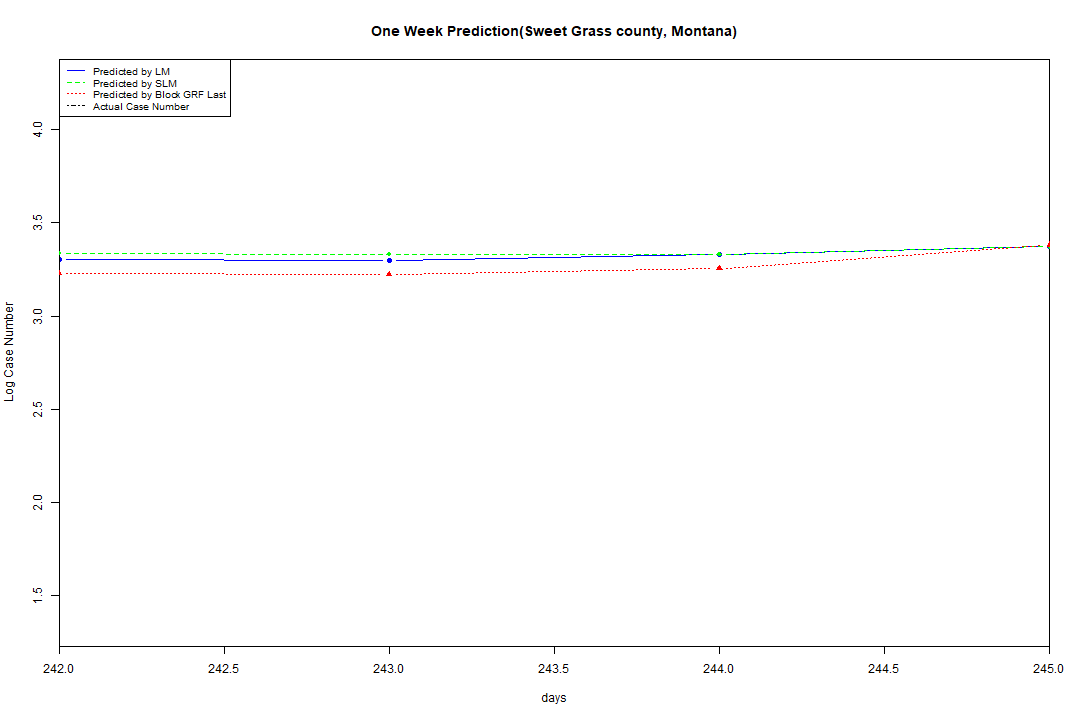 One Week Prediction(Sweet Grass county, Montana)
Predicted by LM
Predicted by SLM
Predicted by Block GRF Last
Actual Case Number
4.0
3.5
3.0
2.5
2.0
1.5
Log Case Number
242.0 242.5 243.0 243.5 244.0 244.5 245.0
days